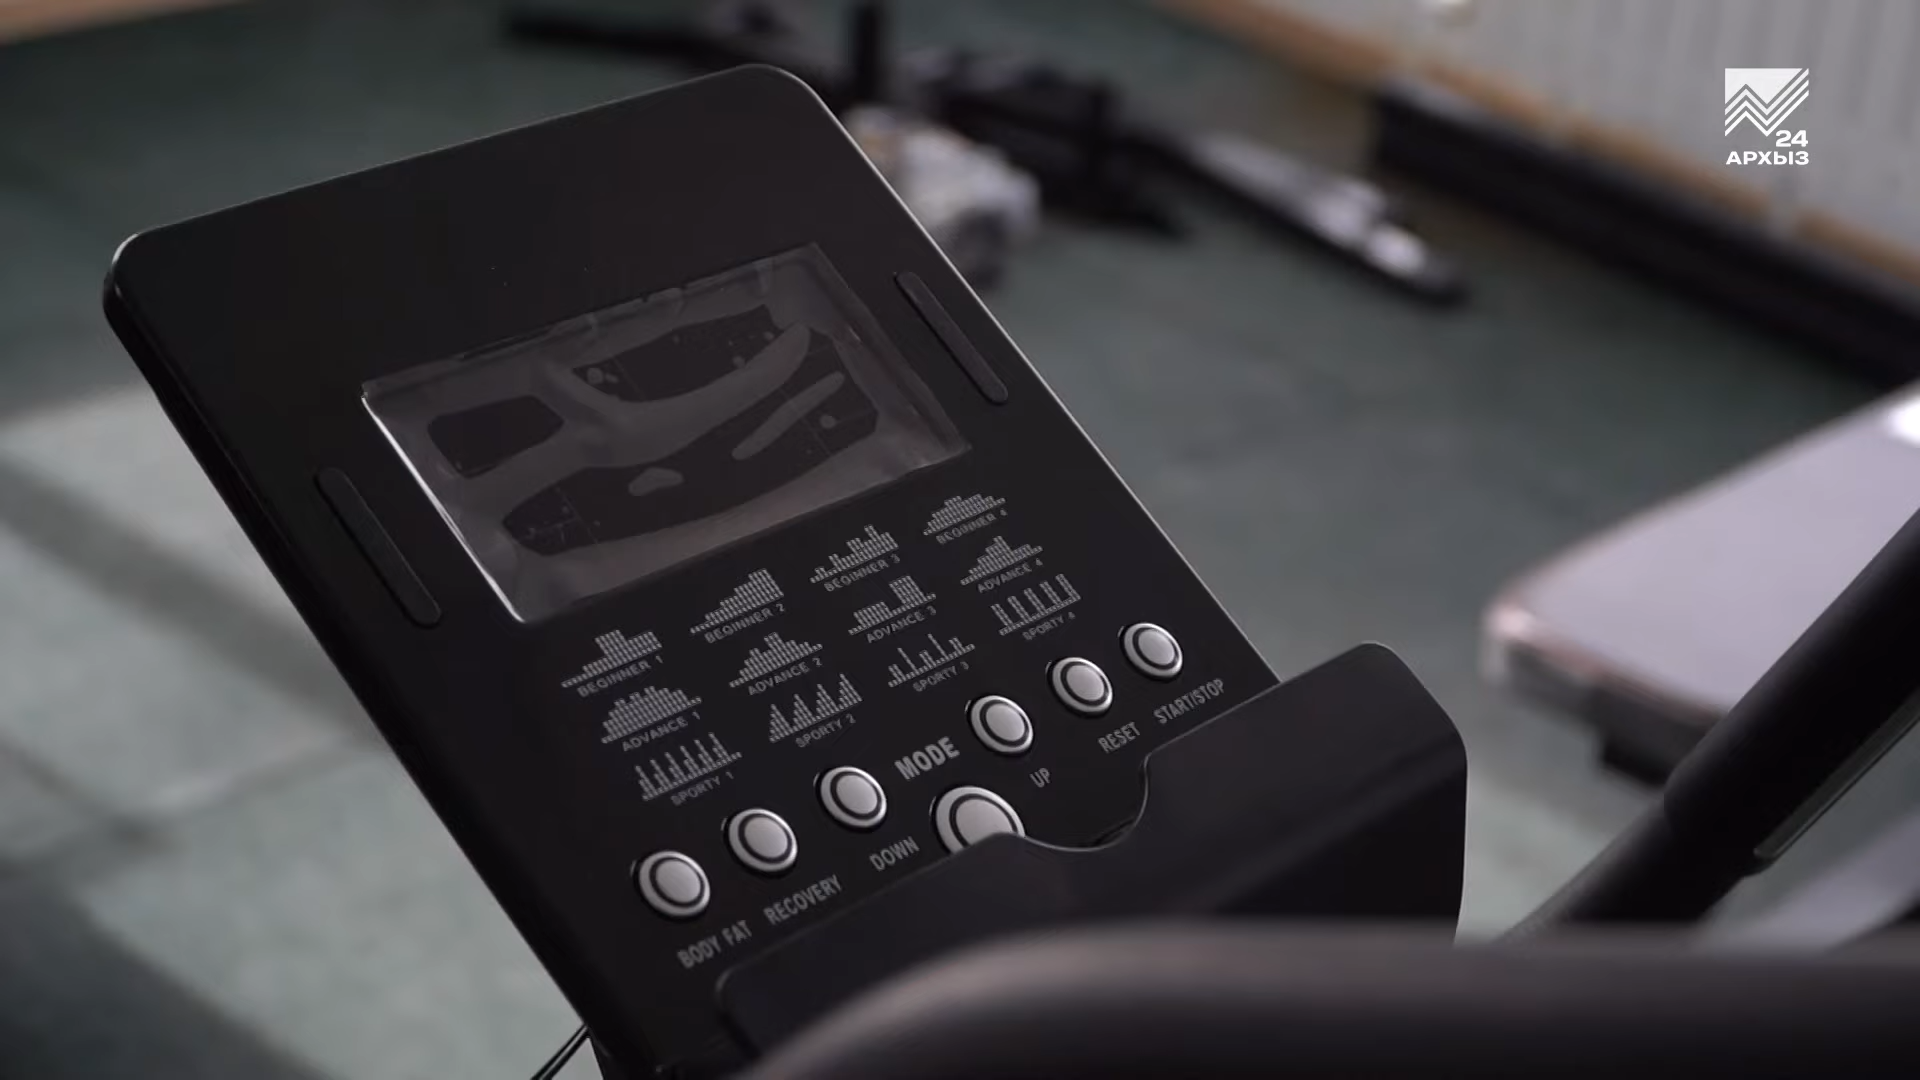 24
АРХЫЗ
BEGINNER 1
BEGINNER 2
BEGINNER 3
BEGINNER 4
ADVANCE 1
ADVANCE 2
ADVANCE 3
ADVANCE 4
SPORTY 1
SPORTY 2
SPORTY 3
SPORTY 4
BODY FAT
RECOVERY
DOWN
MODE
UP
RESET
START/STOP